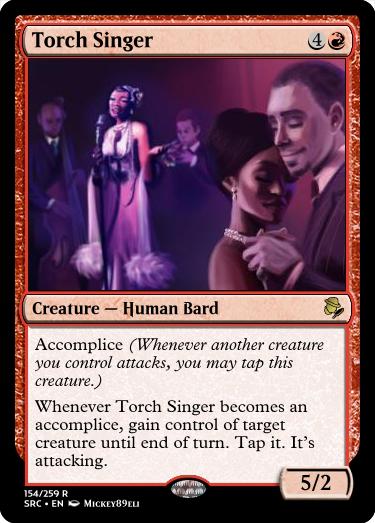 Torch Singer 4
Creature — Human Bard
Accomplice (Whenever another creature
you control attacks, you may tap this
creature.)
Whenever Torch Singer becomes an
accomplice, gain control of target
creature until end of turn. Tap it. It's
attacking.
5/2
154/259 R
SRC • EN Mickey89eli